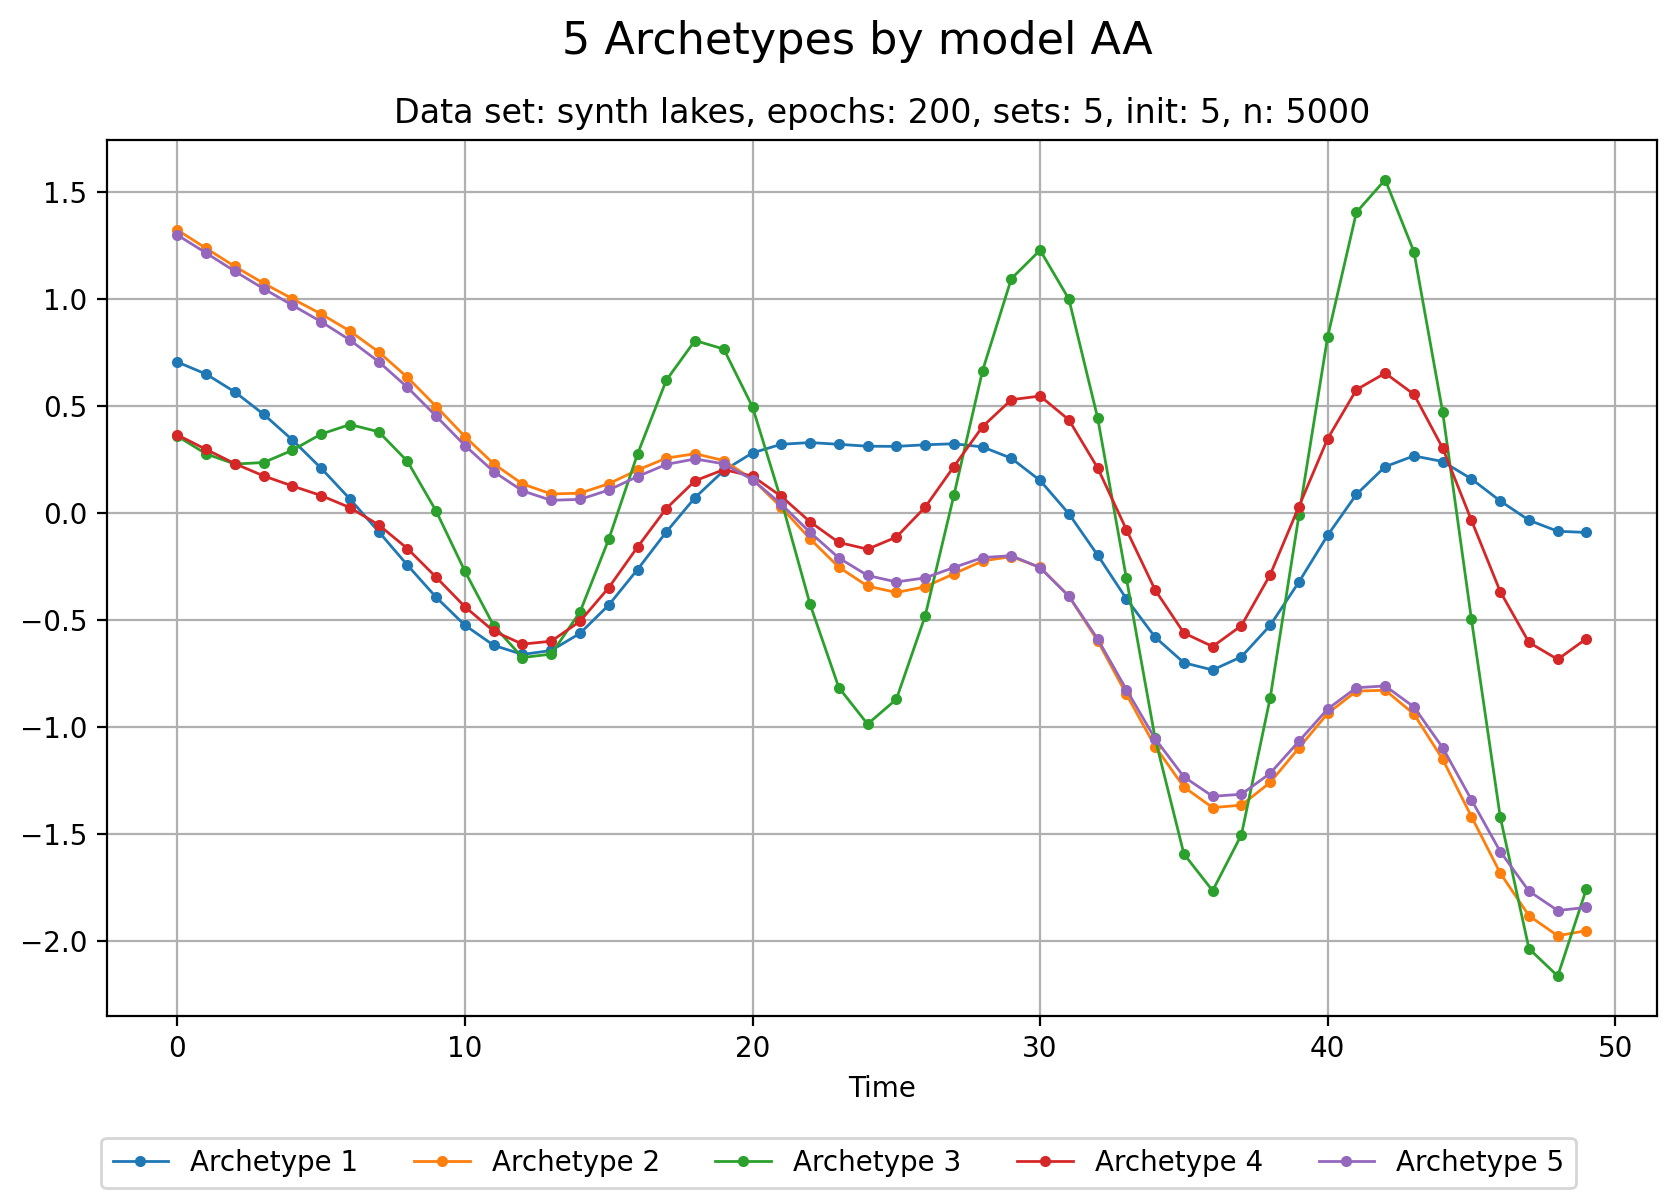 5 Archetypes by model AA
Data set: synth lakes, epochs: 200, sets: 5, init: 5, n: 5000
1.5
1.0
0.5
0.0
−0.5
−1.0
−1.5
−2.0
0 10 20 30 40 50
Time
Archetype 1 Archetype 2 Archetype 3 Archetype 4 Archetype 5